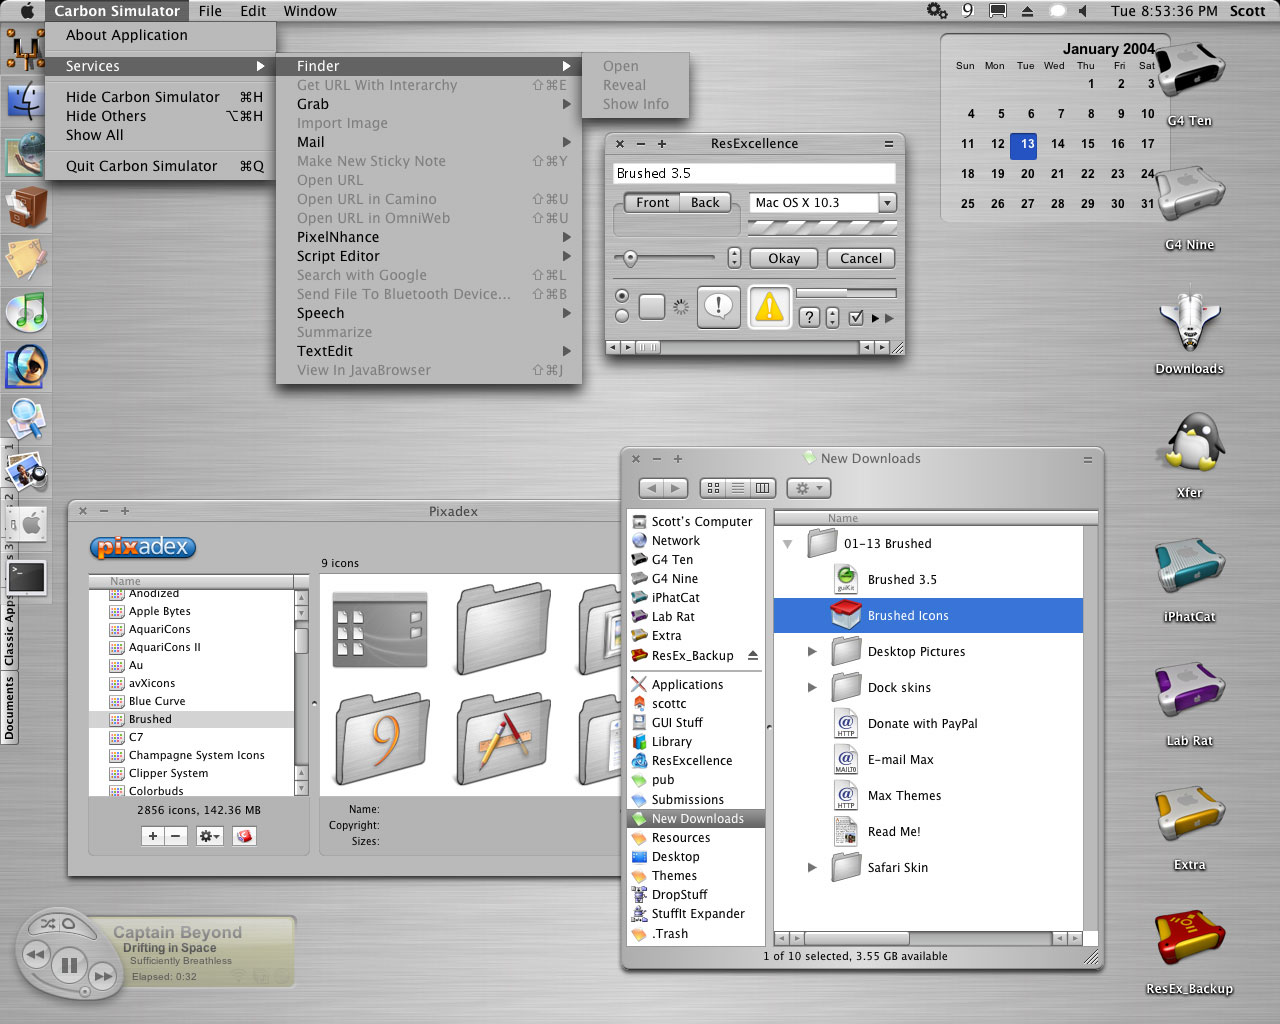 Carbon Simulator File Edit Window
9
Tue 8:53:36 PM Scott
About Application
Services
Hide Carbon Simulator ⌘H
Hide Others ⌥⌘H
Show All
Quit Carbon Simulator ⌘Q
Finder
Get URL With Interarchy ⇧⌘E
Grab
Import Image
Mail
Make New Sticky Note ⇧⌘Y
Open URL
Open URL in Camino ⇧⌘U
Open URL in OmniWeb ⇧⌘U
PixelNhance
Script Editor
Search with Google ⇧⌘L
Send File To Bluetooth Device... ⇧⌘B
Speech
Summarize
TextEdit
View In JavaBrowser ⇧⌘J
Open
Reveal
Show Info
ResExcellence
Brushed 3.5
Front Back
Mac OS X 10.3
Okay Cancel
?
January 2004
Sun Mon Tue Wed Thu Fri Sat
1 2 3
4 5 6 7 8 9 10
11 12 13 14 15 16 17
18 19 20 21 22 23 24
25 26 27 28 29 30 31
G4 Ten
G4 Nine
Downloads
Xfer
iPhatCat
Lab Rat
Extra
ResEx_Backup
1
2
s 3
Classic Apps
Documents
Pixadex
pixadex
9 icons
Name
Anodized
Apple Bytes
AquariCons
AquariCons II
Au
avXicons
Blue Curve
Brushed
C7
Champagne System Icons
Clipper System
Colorbuds
2856 icons, 142.36 MB
9
Name:
Copyright:
Sizes:
New Downloads
Scott's Computer
Network
G4 Ten
G4 Nine
iPhatCat
Lab Rat
Extra
ResEx_Backup
Applications
scottc
GUI Stuff
Library
ResExcellence
pub
Submissions
New Downloads
Resources
Desktop
Themes
DropStuff
StuffIt Expander
.Trash
Name
01-13 Brushed
guiKit
Brushed 3.5
Brushed Icons
Desktop Pictures
Dock skins
@ HTTP
Donate with PayPal
@ MAILTO
E-mail Max
@ HTTP
Max Themes
Read Me!
Safari Skin
1 of 10 selected, 3.55 GB available
Captain Beyond
Drifting in Space
Sufficiently Breathless
Elapsed: 0:32